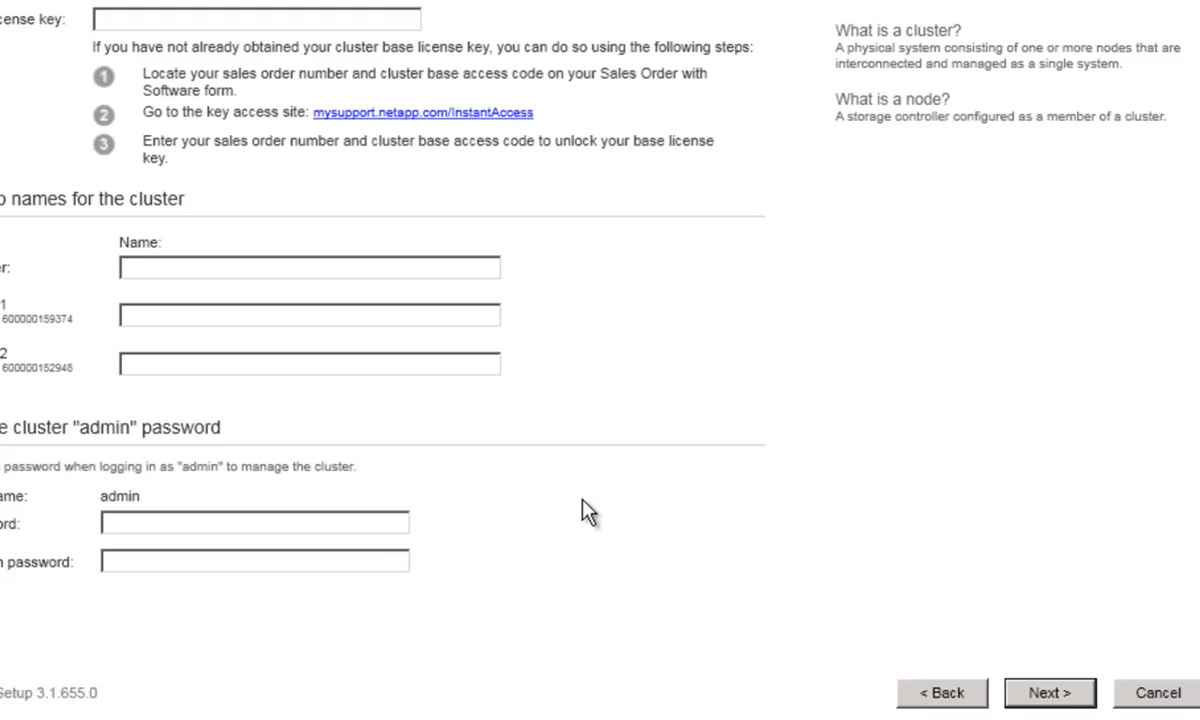 cense key:
If you have not already obtained your cluster base license key, you can do so using the following steps:
1 Locate your sales order number and cluster base access code on your Sales Order with
Software form.
2 Go to the key access site: mysupport.netapp.com/InstantAccess
3 Enter your sales order number and cluster base access code to unlock your base license
key.
What is a cluster?
A physical system consisting of one or more nodes that are
interconnected and managed as a single system.
What is a node?
A storage controller configured as a member of a cluster.
o names for the cluster
Name:
er:
1
600000159374
2
600000152948
e cluster "admin" password
password when logging in as "admin" to manage the cluster.
ame: admin
ord:
n password:
Setup 3.1.655.0
< Back
Next >
Cancel